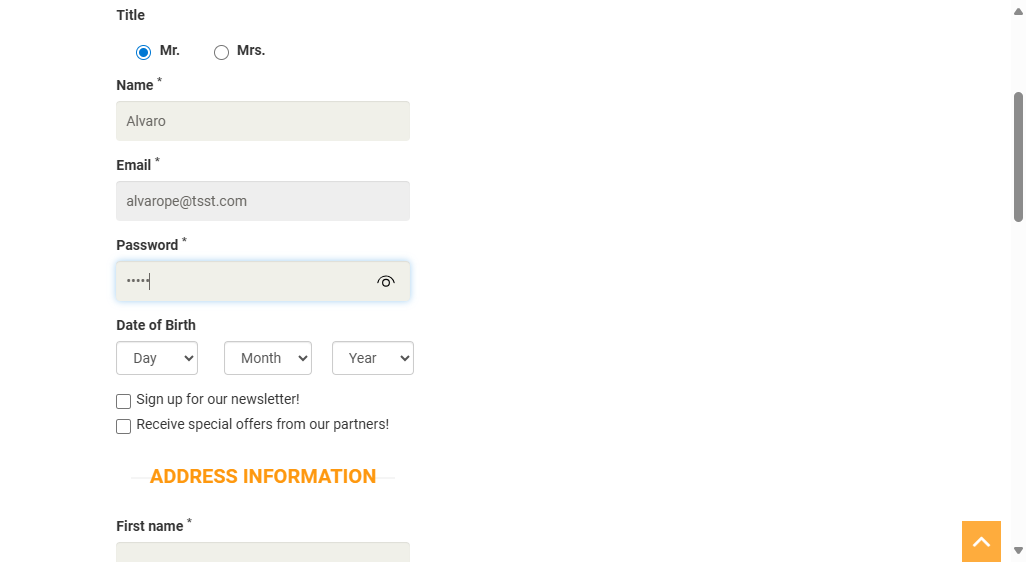 Title
Mr. Mrs.
Name *
Alvaro
Email *
alvarope@tsst.com
Password *
•••••
Date of Birth
Day Month Year
Sign up for our newsletter!
Receive special offers from our partners!
ADDRESS INFORMATION
First name *